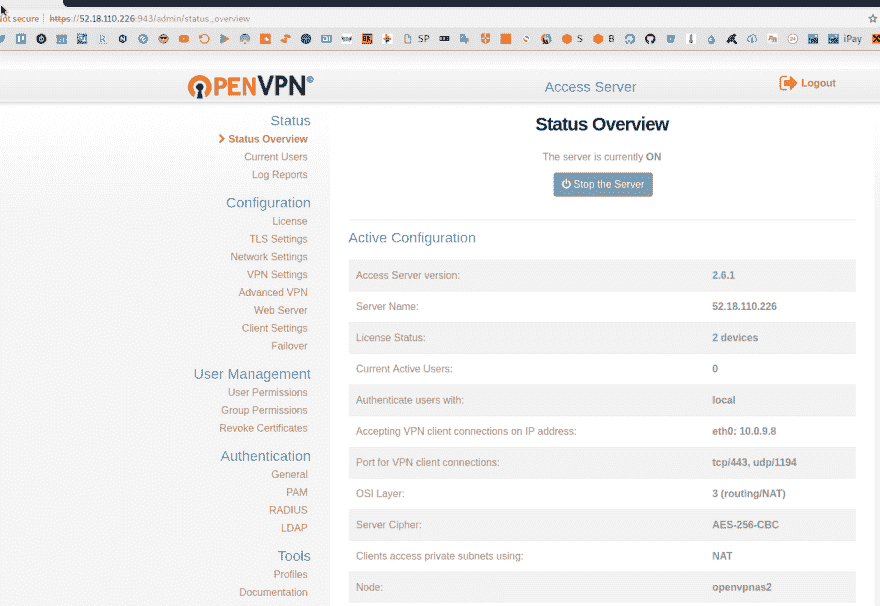 Not secure | https://52.18.110.226:943/admin/status_overview
SP S B iPay
OPENVPN
Access Server
Logout
Status
Status Overview
Current Users
Log Reports
Configuration
License
TLS Settings
Network Settings
VPN Settings
Advanced VPN
Web Server
Client Settings
Failover
User Management
User Permissions
Group Permissions
Revoke Certificates
Authentication
General
PAM
RADIUS
LDAP
Tools
Profiles
Documentation
Status Overview
The server is currently ON
Stop the Server
Active Configuration
Access Server version: 2.6.1
Server Name: 52.18.110.226
License Status: 2 devices
Current Active Users: 0
Authenticate users with: local
Accepting VPN client connections on IP address: eth0: 10.0.9.8
Port for VPN client connections: tcp/443, udp/1194
OSI Layer: 3 (routing/NAT)
Server Cipher: AES-256-CBC
Clients access private subnets using: NAT
Node: openvpnas2